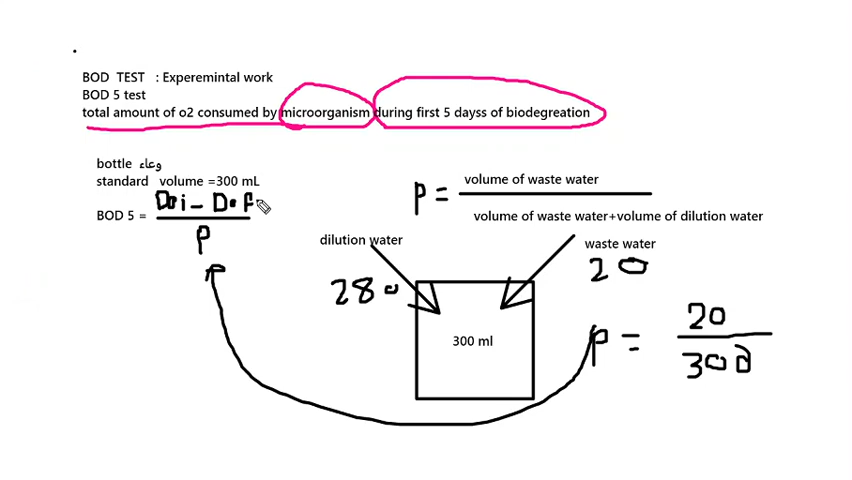 BOD TEST : Experemintal work
BOD 5 test
total amount of o2 consumed by microorganism during first 5 dayss of biodegreation
bottle وعاء
standard volume =300 mL
BOD 5 = Doi - Dof
P
P = volume of waste water
volume of waste water+volume of dilution water
dilution water
waste water
280
20
300 ml
P = 20
300